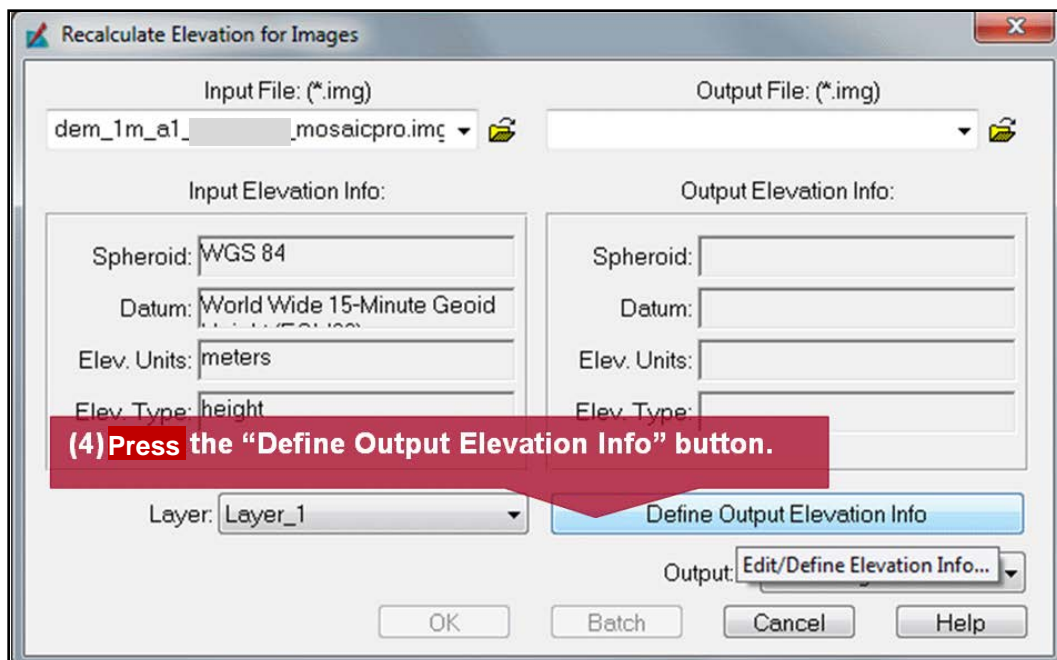 Recalculate Elevation for Images
Input File: (*.img)
Output File: (*.img)
dem_1m_a1_ _mosaicpro.img
Input Elevation Info:
Output Elevation Info:
Spheroid: WGS 84
Spheroid:
Datum: World Wide 15-Minute Geoid
Datum:
Elev. Units: meters
Elev. Units:
Elev. Type: height
Elev. Type:
(4) Press the “Define Output Elevation Info” button.
Layer: Layer_1
Define Output Elevation Info
Output:
Edit/Define Elevation Info...
OK
Batch
Cancel
Help